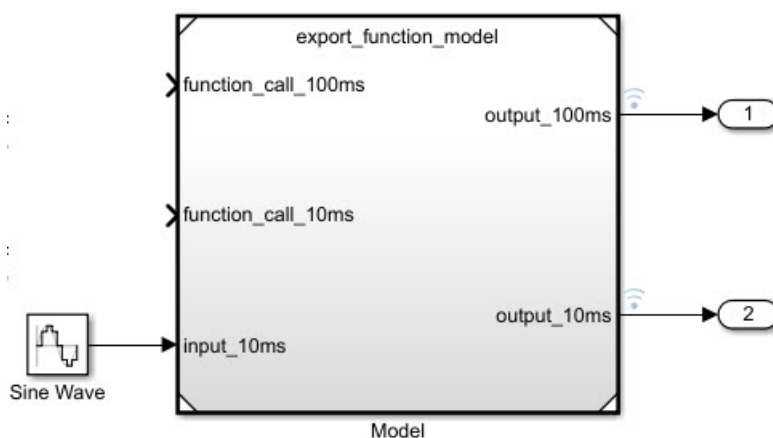 export_function_model
function_call_100ms
output_100ms
1
function_call_10ms
output_10ms
2
input_10ms
Sine Wave
Model